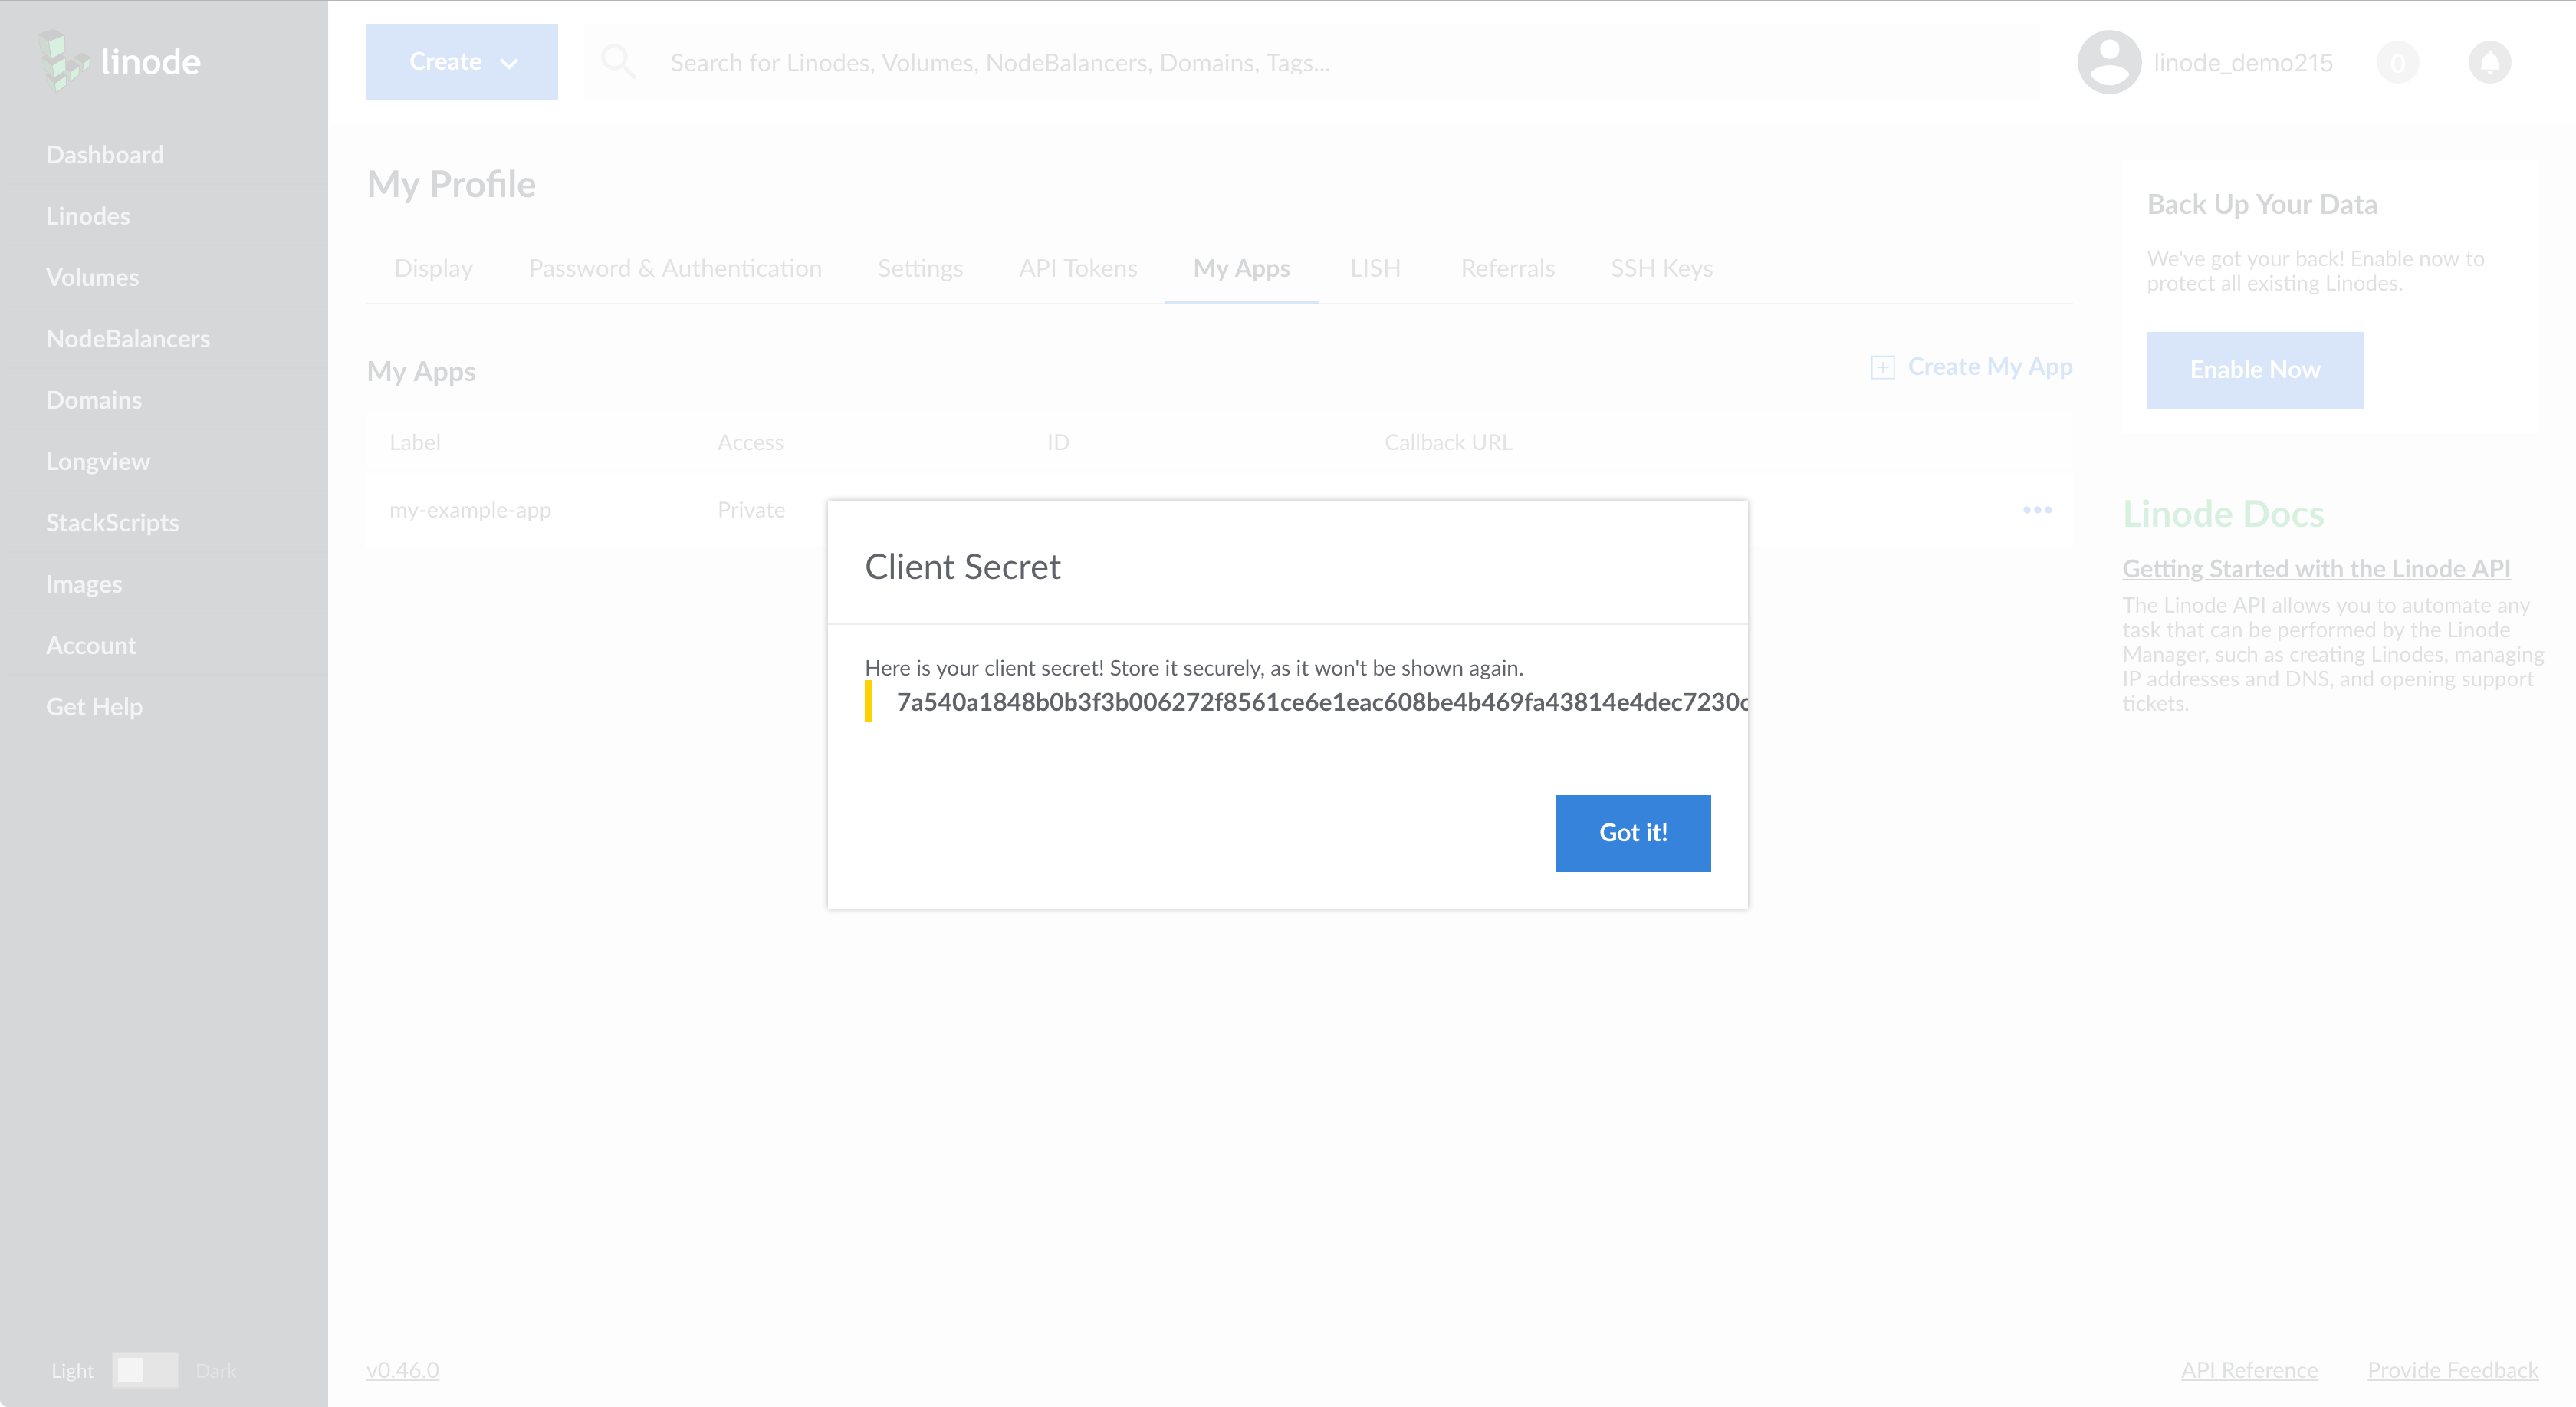 linode
Create
Search for Linodes, Volumes, NodeBalancers, Domains, Tags...
linode_demo215
0
Dashboard
Linodes
Volumes
NodeBalancers
Domains
Longview
StackScripts
Images
Account
Get Help
My Profile
Display
Password & Authentication
Settings
API Tokens
My Apps
LISH
Referrals
SSH Keys
My Apps
Create My App
Label
Access
ID
Callback URL
my-example-app
Private
Client Secret
Here is your client secret! Store it securely, as it won't be shown again.
7a540a1848b0b3f3b006272f8561ce6e1eac608be4b469fa43814e4dec7230c
Got it!
Back Up Your Data
We've got your back! Enable now to
protect all existing Linodes.
Enable Now
Linode Docs
Getting Started with the Linode API
The Linode API allows you to automate any
task that can be performed by the Linode
Manager, such as creating Linodes, managing
IP addresses and DNS, and opening support
tickets.
Light
Dark
v0.46.0
API Reference
Provide Feedback